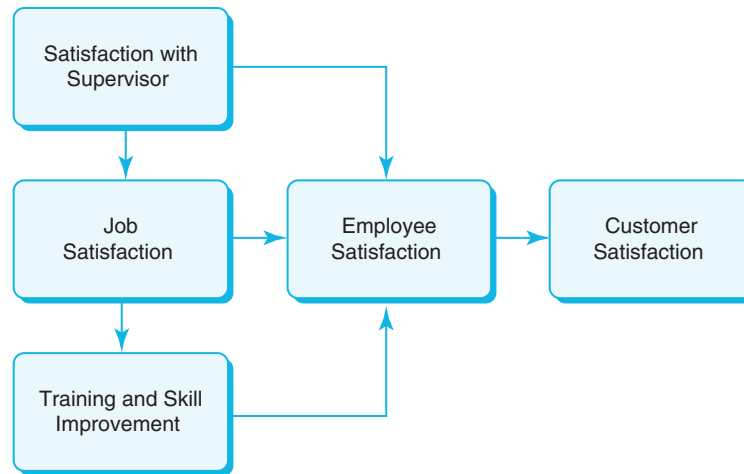 Satisfaction with
Supervisor
Job
Satisfaction
Employee
Satisfaction
Customer
Satisfaction
Training and Skill
Improvement